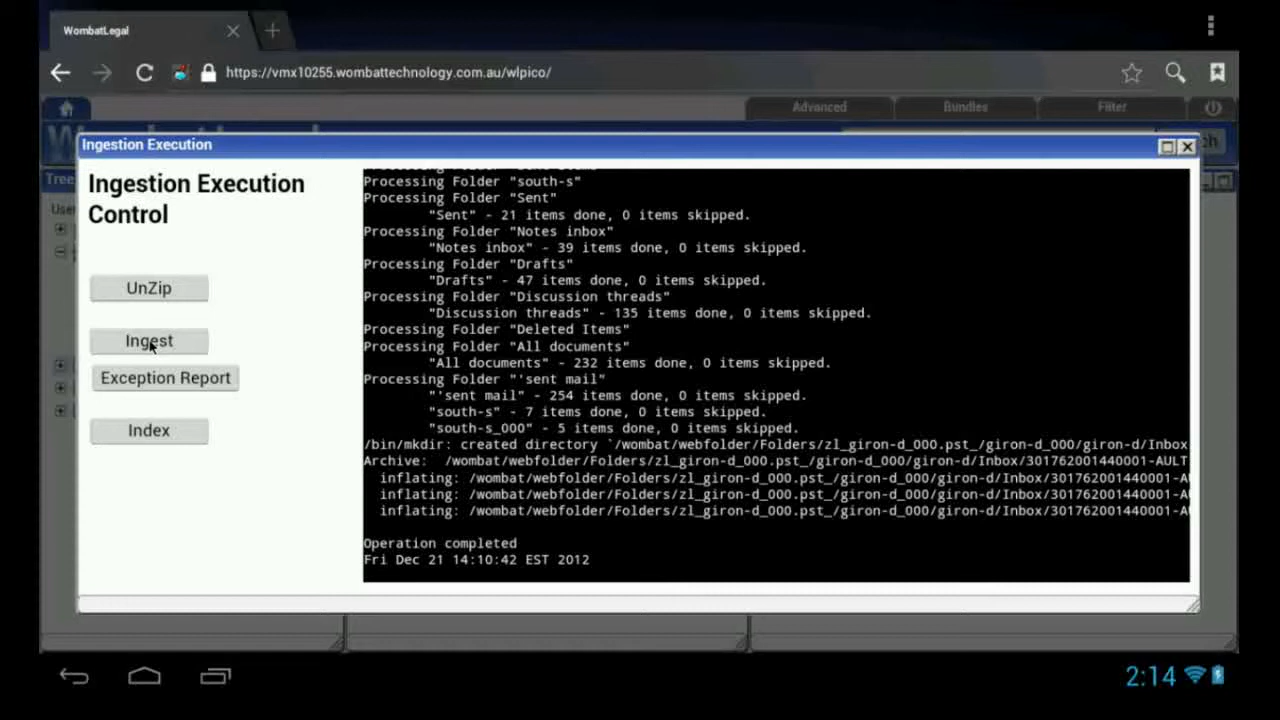 WombatLegal
https://vmx10255.wombattechnology.com.au/wlpico/
Advanced
Bundles
Filter
Tree
User
Ingestion Execution
Ingestion Execution
Control
UnZip
Ingest
Exception Report
Index
Processing Folder "south-s"
Processing Folder "Sent"
"Sent" - 21 items done, 0 items skipped.
Processing Folder "Notes inbox"
"Notes inbox" - 39 items done, 0 items skipped.
Processing Folder "Drafts"
"Drafts" - 47 items done, 0 items skipped.
Processing Folder "Discussion threads"
"Discussion threads" - 135 items done, 0 items skipped.
Processing Folder "Deleted Items"
Processing Folder "All documents"
"All documents" - 232 items done, 0 items skipped.
Processing Folder "'sent mail"
"'sent mail" - 254 items done, 0 items skipped.
"south-s" - 7 items done, 0 items skipped.
"south-s_000" - 5 items done, 0 items skipped.
/bin/mkdir: created directory `/wombat/webfolder/Folders/zl_giron-d_000.pst_/giron-d_000/giron-d/Inbox
Archive:  /wombat/webfolder/Folders/zl_giron-d_000.pst_/giron-d_000/giron-d/Inbox/301762001440001-AULT
inflating: /wombat/webfolder/Folders/zl_giron-d_000.pst_/giron-d_000/giron-d/Inbox/301762001440001-A
inflating: /wombat/webfolder/Folders/zl_giron-d_000.pst_/giron-d_000/giron-d/Inbox/301762001440001-A
inflating: /wombat/webfolder/Folders/zl_giron-d_000.pst_/giron-d_000/giron-d/Inbox/301762001440001-A
Operation completed
Fri Dec 21 14:10:42 EST 2012
2:14